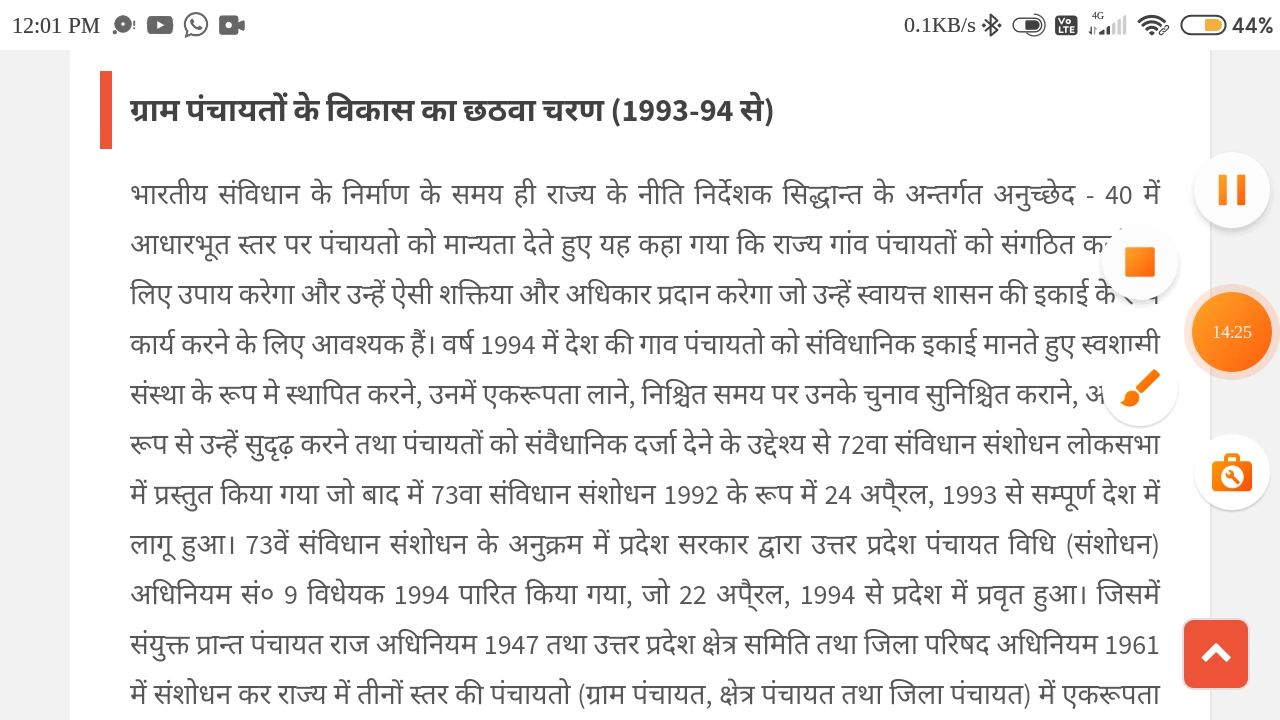 12:01 PM 0.1KB/s 4G Vo LTE 44%
ग्राम पंचायतों के विकास का छठवा चरण (1993-94 से)
भारतीय संविधान के निर्माण के समय ही राज्य के नीति निर्देशक सिद्धान्त के अन्तर्गत अनुच्छेद - 40 में
आधारभूत स्तर पर पंचायतो को मान्यता देते हुए यह कहा गया कि राज्य गांव पंचायतों को संगठित
लिए उपाय करेगा और उन्हें ऐसी शक्तिया और अधिकार प्रदान करेगा जो उन्हें स्वायत्त शासन की इकाई के
कार्य करने के लिए आवश्यक हैं। वर्ष 1994 में देश की गाव पंचायतो को संविधानिक इकाई मानते हुए स्वशासी
संस्था के रूप मे स्थापित करने, उनमें एकरूपता लाने, निश्चित समय पर उनके चुनाव सुनिश्चित कराने,
रूप से उन्हें सुदृढ़ करने तथा पंचायतों को संवैधानिक दर्जा देने के उद्देश्य से 72वा संविधान संशोधन लोकसभा
में प्रस्तुत किया गया जो बाद में 73वा संविधान संशोधन 1992 के रूप में 24 अपै्रल, 1993 से सम्पूर्ण देश में
लागू हुआ। 73वें संविधान संशोधन के अनुक्रम में प्रदेश सरकार द्वारा उत्तर प्रदेश पंचायत विधि (संशोधन)
अधिनियम सं० 9 विधेयक 1994 पारित किया गया, जो 22 अपै्रल, 1994 से प्रदेश में प्रवृत हुआ। जिसमें
संयुक्त प्रान्त पंचायत राज अधिनियम 1947 तथा उत्तर प्रदेश क्षेत्र समिति तथा जिला परिषद अधिनियम 1961
में संशोधन कर राज्य में तीनों स्तर की पंचायतो (ग्राम पंचायत, क्षेत्र पंचायत तथा जिला पंचायत) में एकरूपता
14:25